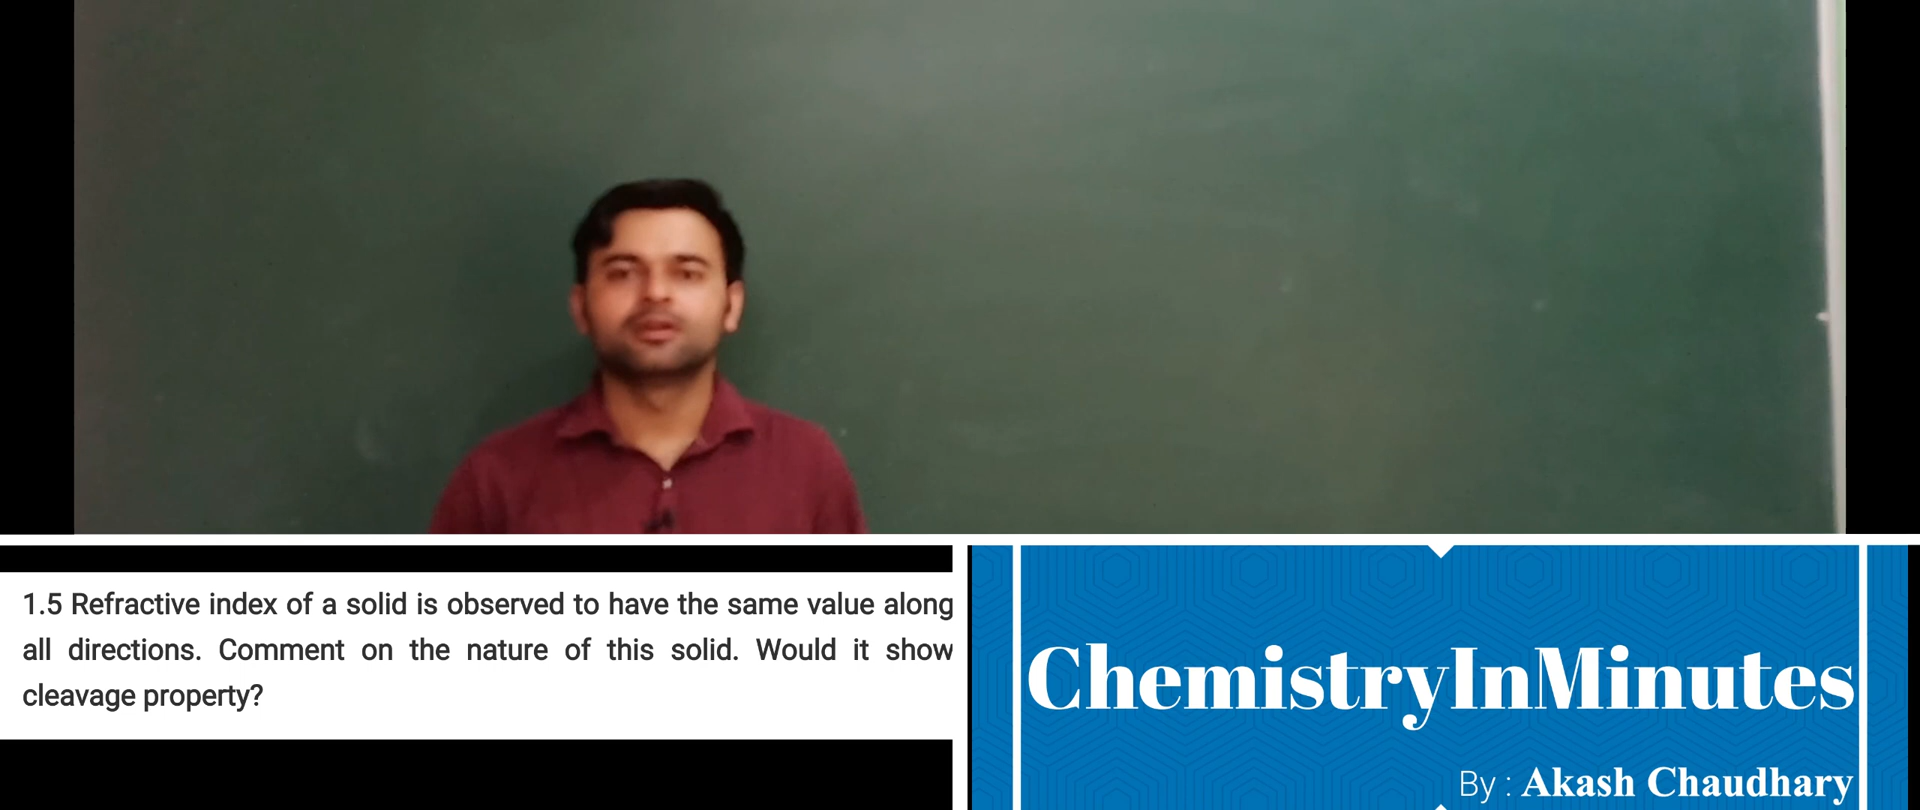 1.5 Refractive index of a solid is observed to have the same value along
all directions. Comment on the nature of this solid. Would it show
cleavage property?
ChemistryInMinutes
By : Akash Chaudhary